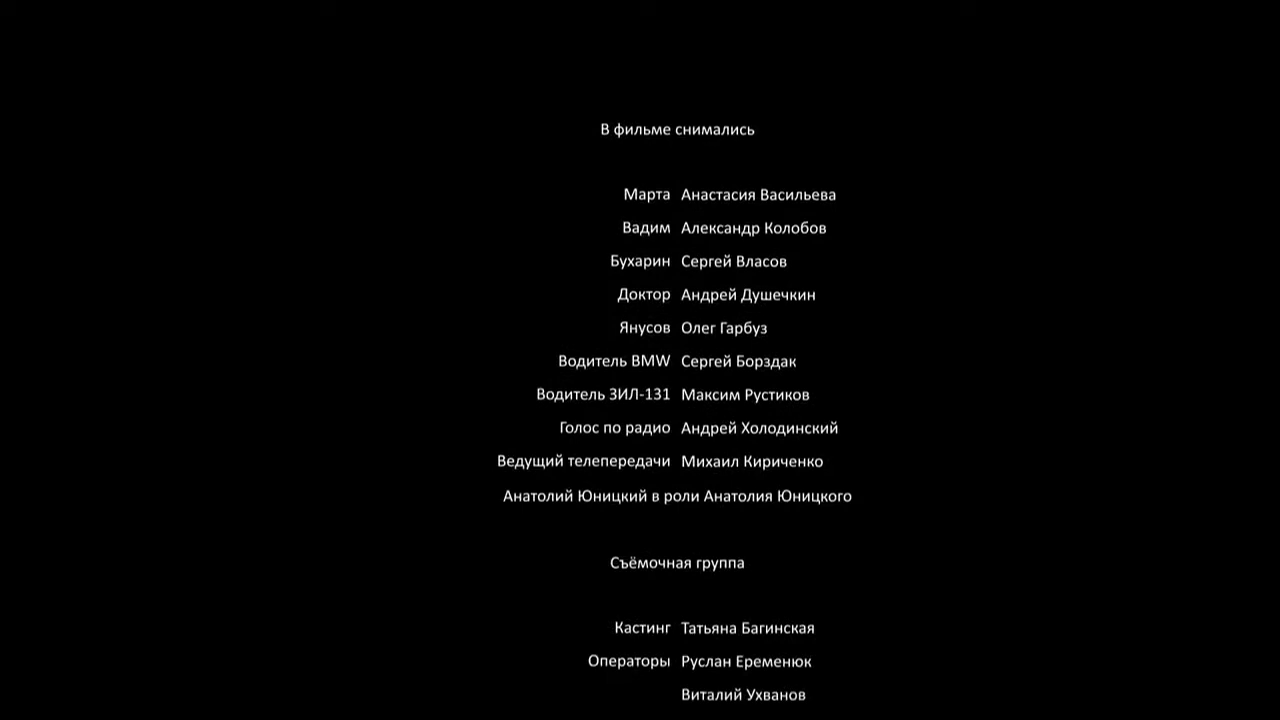 В фильме снимались
Марта Анастасия Васильева
Вадим Александр Колобов
Бухарин Сергей Власов
Доктор Андрей Душечкин
Янусов Олег Гарбуз
Водитель BMW Сергей Борздак
Водитель ЗИЛ-131 Максим Рустиков
Голос по радио Андрей Холодинский
Ведущий телепередачи Михаил Кириченко
Анатолий Юницкий в роли Анатолия Юницкого
Съёмочная группа
Кастинг Татьяна Багинская
Операторы Руслан Еременюк
Виталий Ухванов